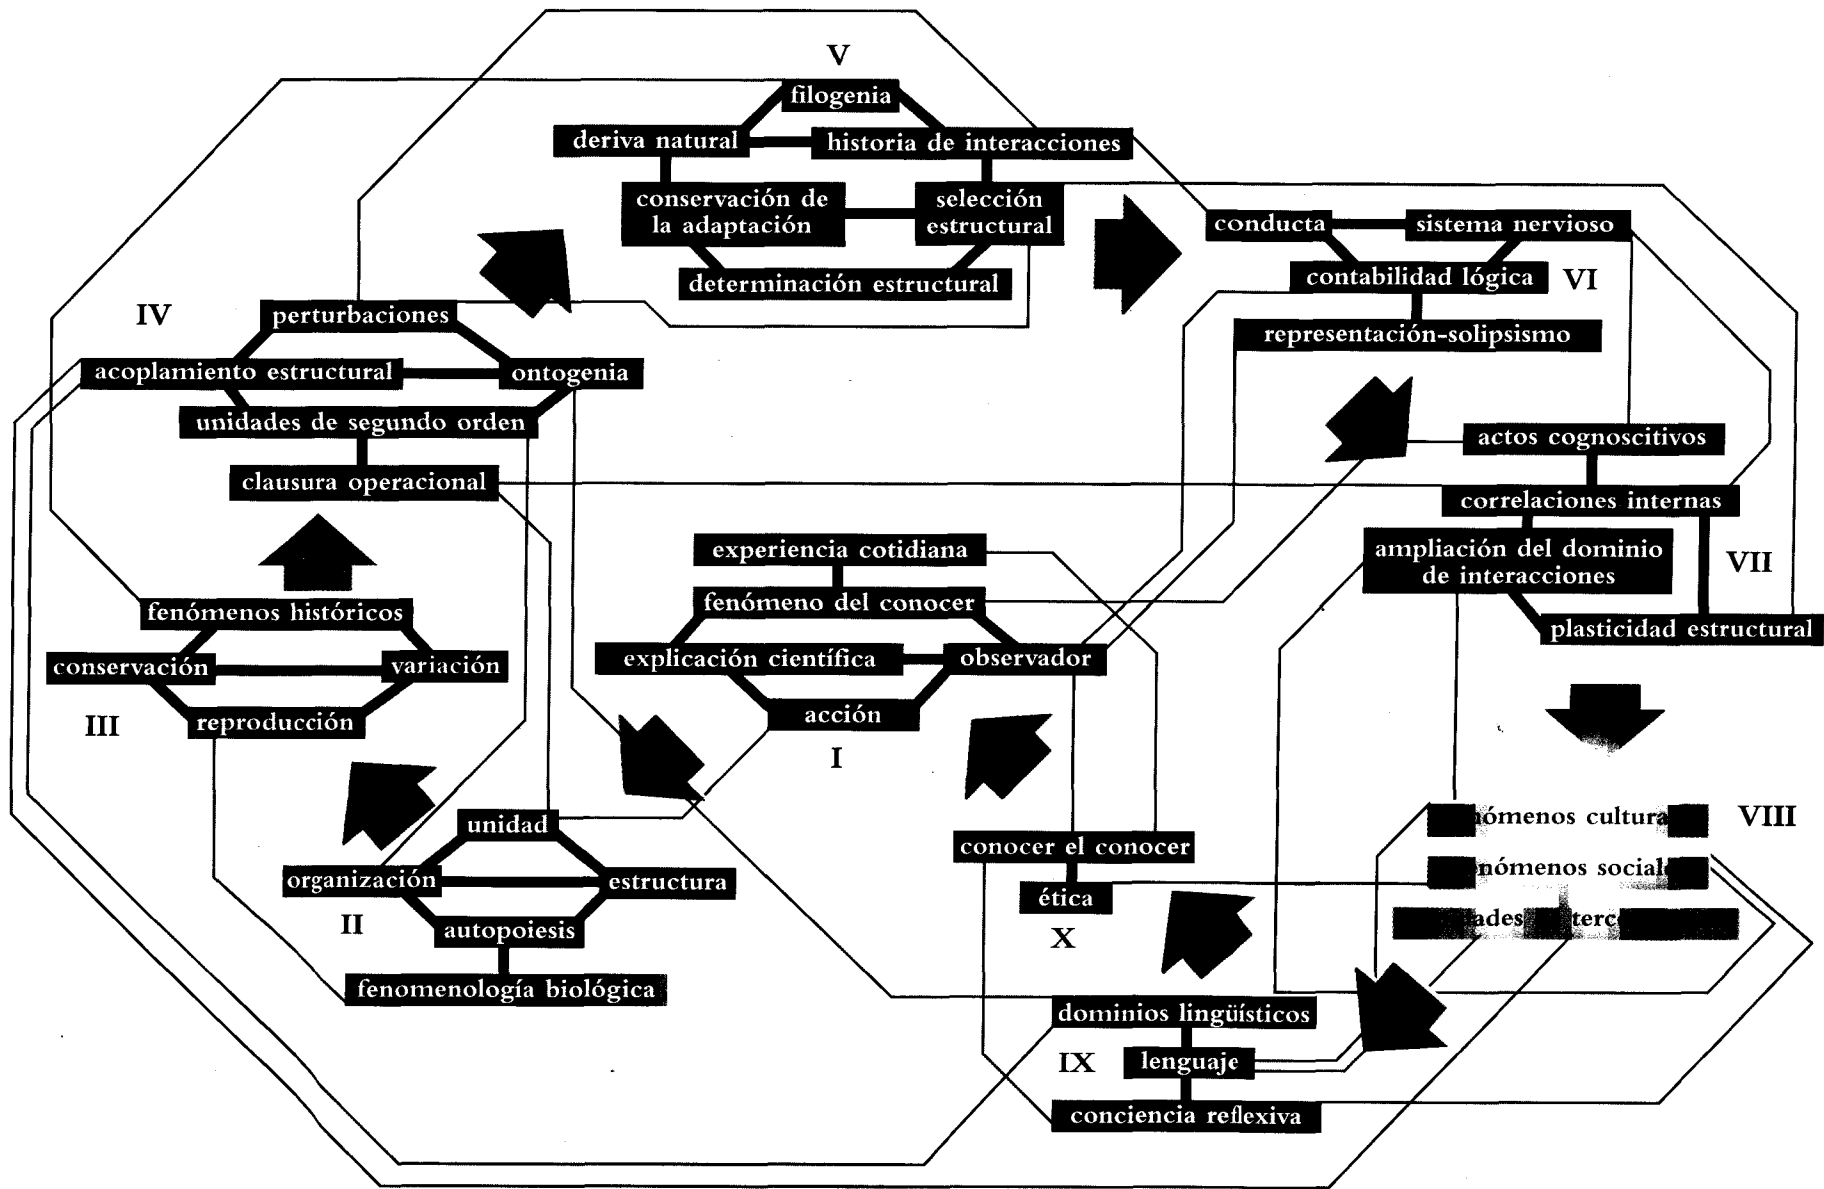 V
filogenia
deriva natural
historia de interacciones
conservación de
la adaptación
selección
estructural
determinación estructural
conducta
sistema nervioso
contabilidad lógica
VI
representación-solipsismo
IV
perturbaciones
acoplamiento estructural
ontogenia
unidades de segundo orden
clausura operacional
actos cognoscitivos
correlaciones internas
ampliación del dominio
de interacciones
VII
plasticidad estructural
experiencia cotidiana
fenómeno del conocer
explicación científica
observador
acción
I
fenómenos históricos
conservación
variación
reproducción
III
unidad
organización
estructura
autopoiesis
II
fenomenología biológica
VIII
conocer el conocer
ética
X
dominios lingüísticos
lenguaje
IX
conciencia reflexiva